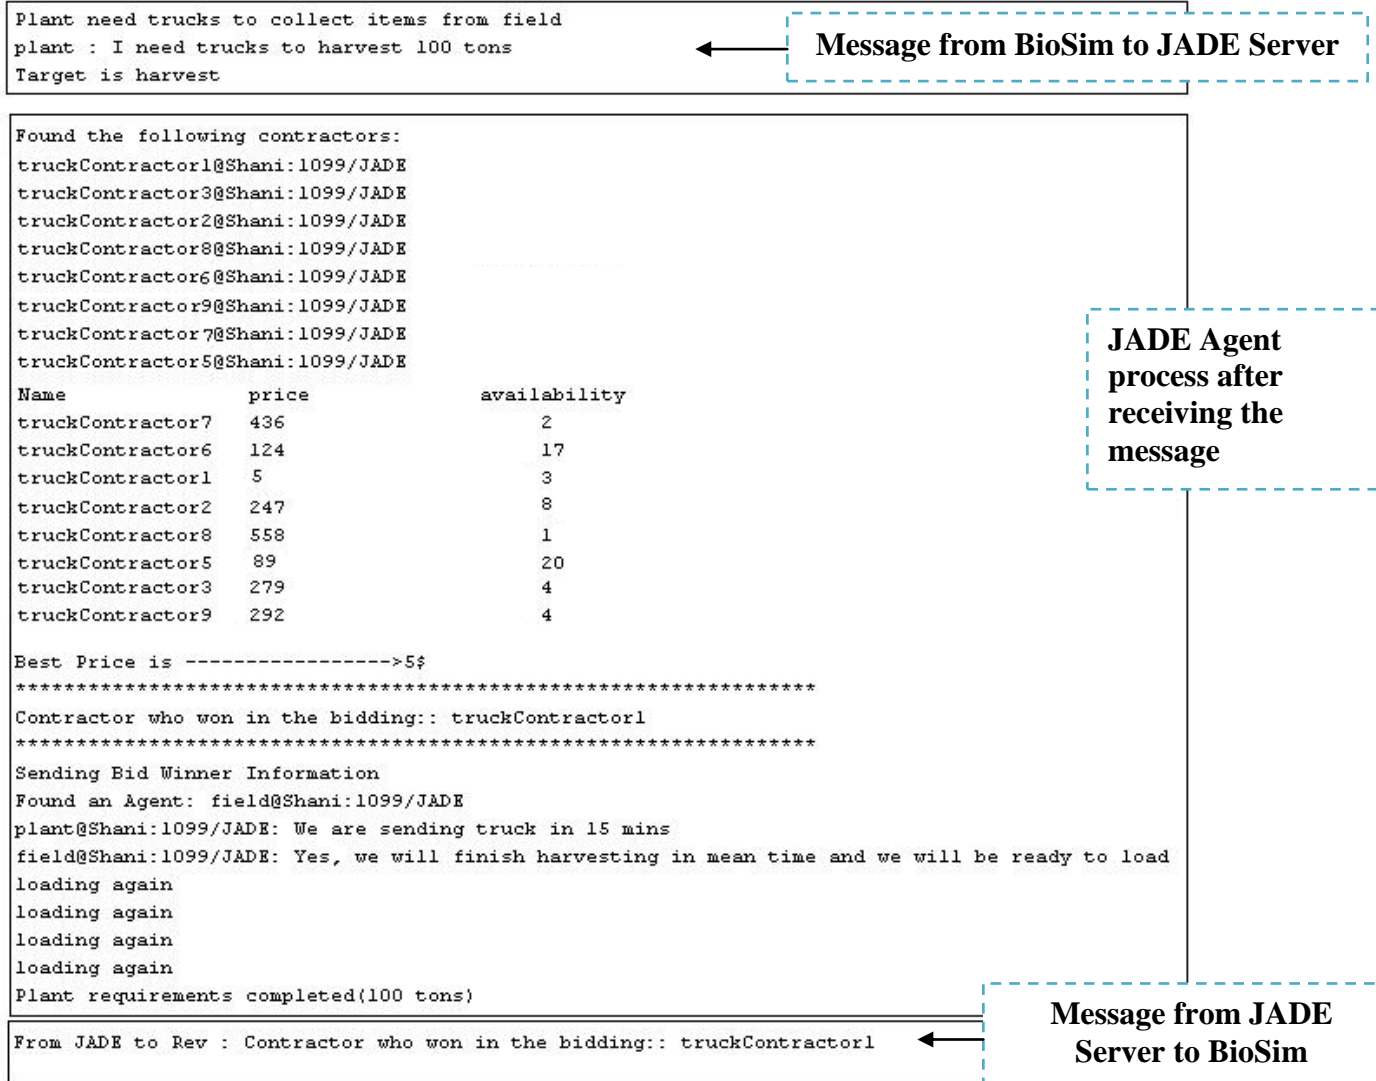 Plant need trucks to collect items from field
plant : I need trucks to harvest 100 tons
Target is harvest
Message from BioSim to JADE Server
Found the following contractors:
truckContractor1@Shani:1099/JADE
truckContractor3@Shani:1099/JADE
truckContractor2@Shani:1099/JADE
truckContractor8@Shani:1099/JADE
truckContractor6@Shani:1099/JADE
truckContractor9@Shani:1099/JADE
truckContractor7@Shani:1099/JADE
truckContractor5@Shani:1099/JADE
Name price availability
truckContractor7 436 2
truckContractor6 124 17
truckContractor1 5 3
truckContractor2 247 8
truckContractor8 558 1
truckContractor5 89 20
truckContractor3 279 4
truckContractor9 292 4
Best Price is ----------------->5$
******************************************************************
Contractor who won in the bidding:: truckContractor1
******************************************************************
Sending Bid Winner Information
Found an Agent: field@Shani:1099/JADE
plant@Shani:1099/JADE: We are sending truck in 15 mins
field@Shani:1099/JADE: Yes, we will finish harvesting in mean time and we will be ready to load
loading again
loading again
loading again
loading again
Plant requirements completed(100 tons)
JADE Agent
process after
receiving the
message
From JADE to Rev : Contractor who won in the bidding:: truckContractor1
Message from JADE
Server to BioSim